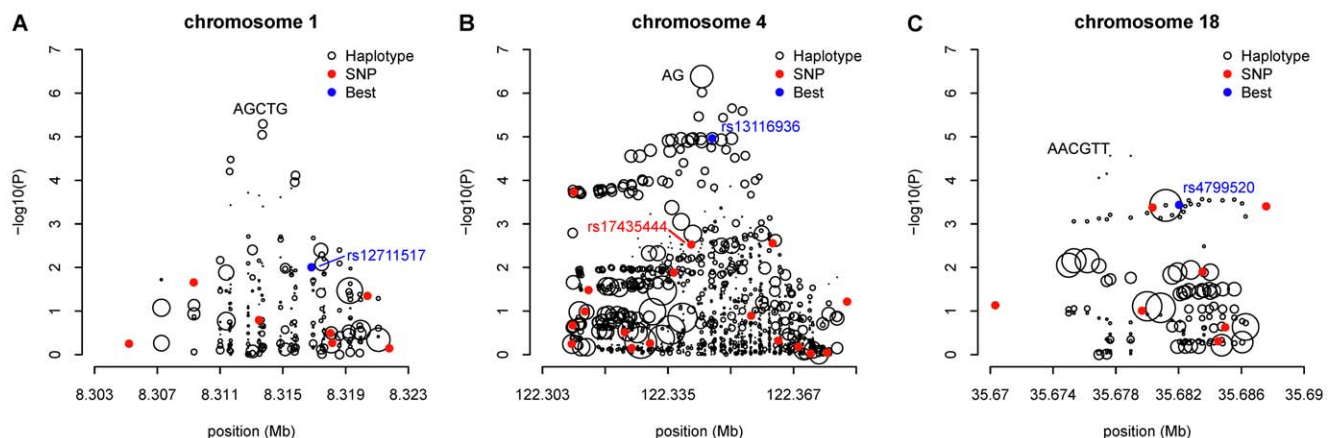 A
chromosome 1
Haplotype
SNP
Best
AGCTG
rs12711517
−log10(P)
7
6
5
4
3
2
1
0
8.303
8.307
8.311
8.315
8.319
8.323
position (Mb)
B
chromosome 4
Haplotype
SNP
Best
AG
rs13116936
rs17435444
−log10(P)
7
6
5
4
3
2
1
0
122.303
122.335
122.367
position (Mb)
C
chromosome 18
Haplotype
SNP
Best
AACGTT
rs4799520
−log10(P)
7
6
5
4
3
2
1
0
35.67
35.674
35.678
35.682
35.686
35.69
position (Mb)